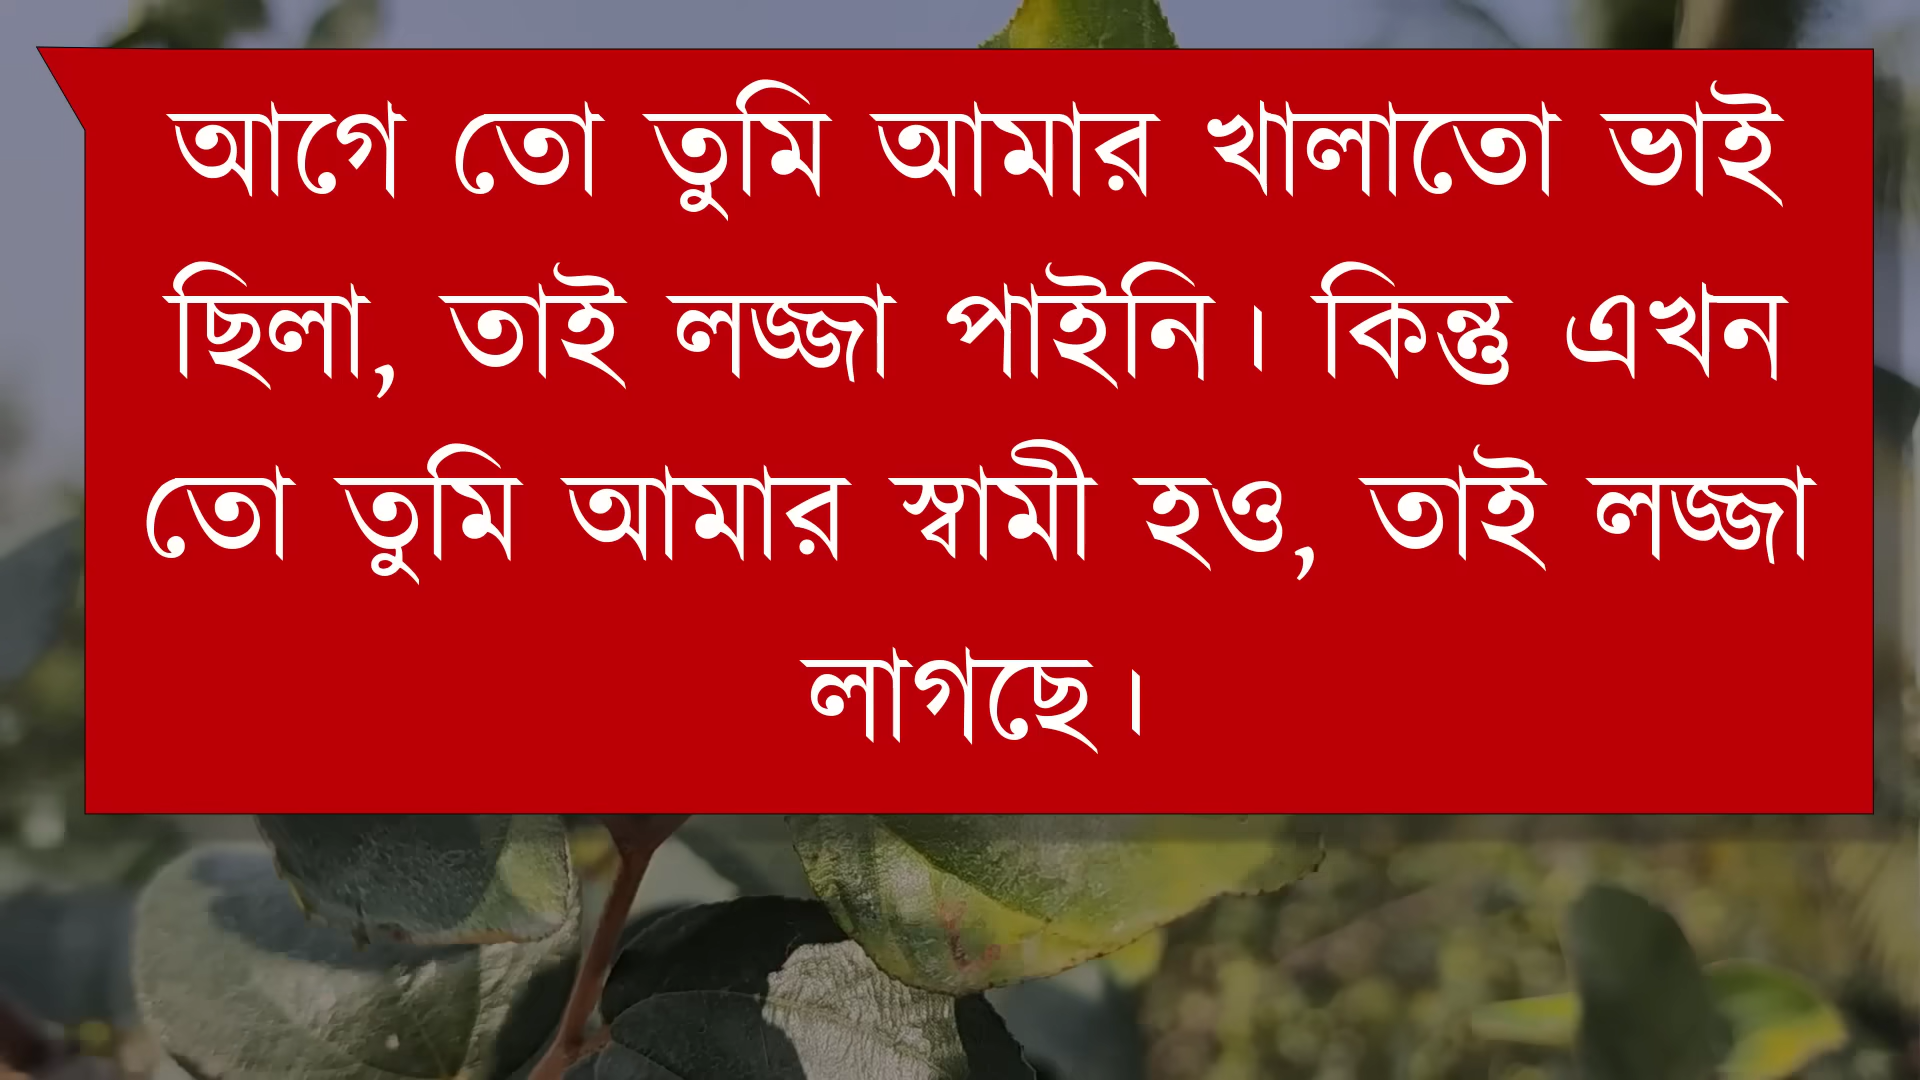 আগে তো তুমি আমার খালাতো ভাই
ছিলা, তাই লজ্জা পাইনি। কিন্তু এখন
তো তুমি আমার স্বামী হও, তাই লজ্জা
লাগছে।